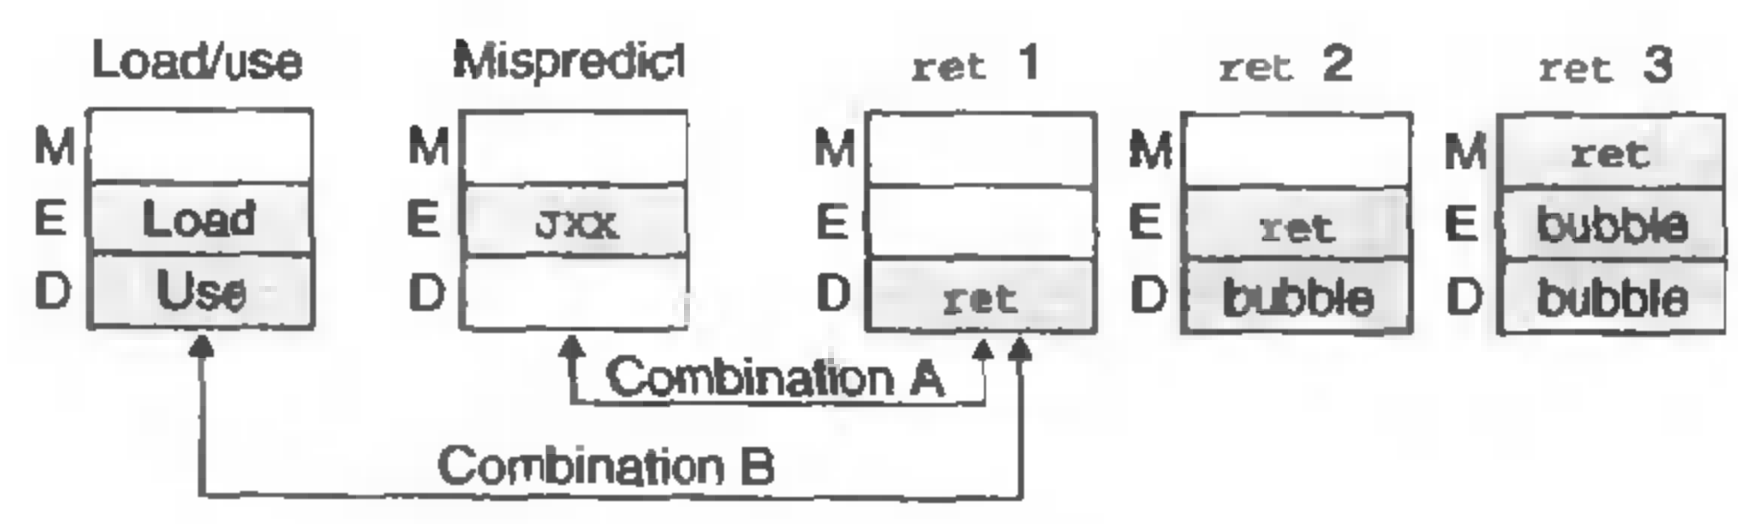 Load/use Mispredict ret 1 ret 2 ret 3
M M M M M ret
E Load E JXX E E ret E bubble
D Use D D ret D bubble D bubble
Combination A
Combination B